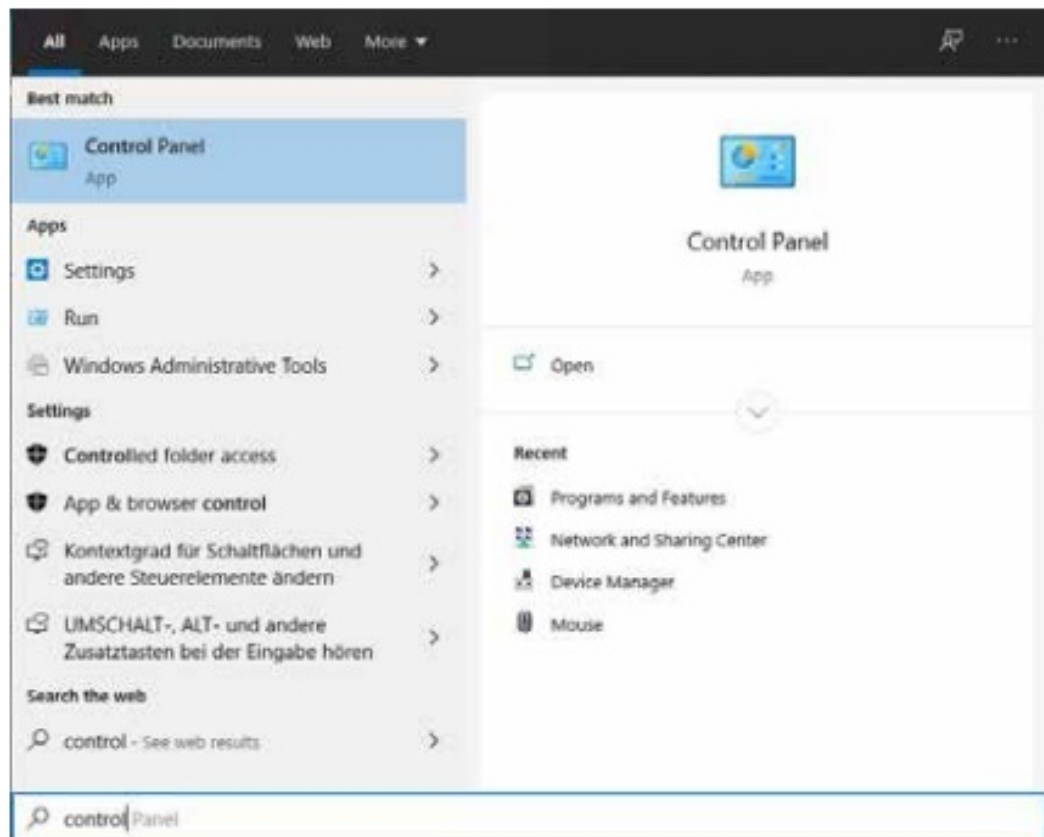 All Apps Documents Web More
Best match
Control Panel
App
Apps
Settings
Run
Windows Administrative Tools
Settings
Controlled folder access
App & browser control
Kontextgrad für Schaltflächen und
andere Steuerelemente ändern
UMSCHALT-, ALT- und andere
Zusatztasten bei der Eingabe hören
Search the web
control - See web results
control Panel
Control Panel
App
Open
Recent
Programs and Features
Network and Sharing Center
Device Manager
Mouse